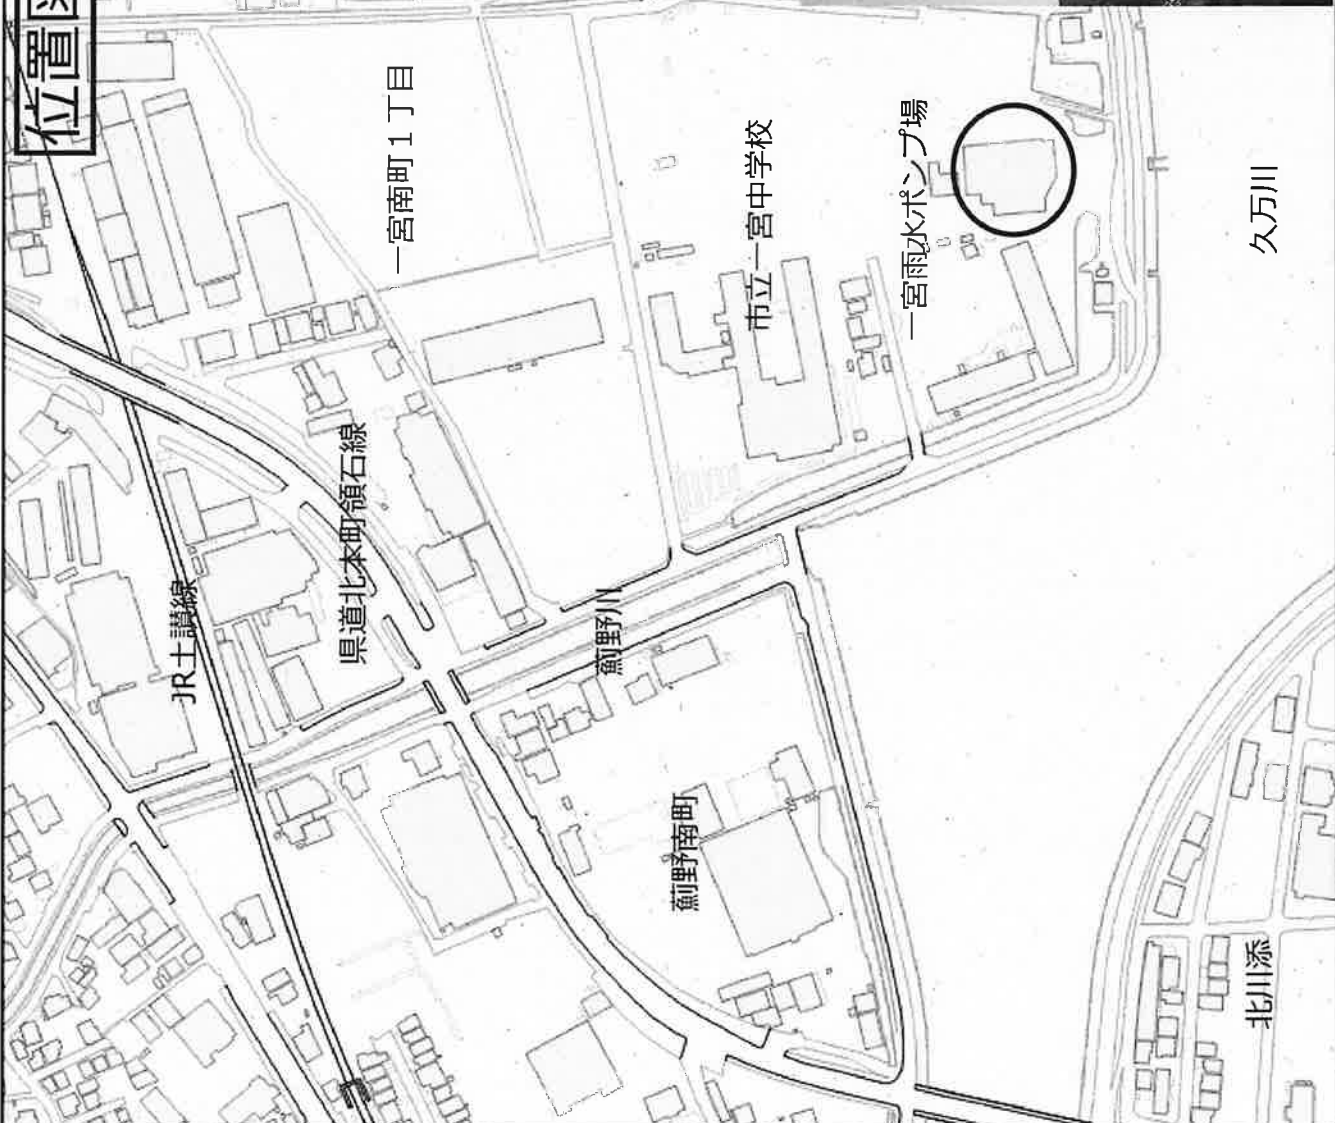 位置図
一宮南町1丁目
市立一宮中学校
一宮雨水ポンプ場
久万川
県道北本町領石線
JR土讃線
薊野川
薊野南町
北川添